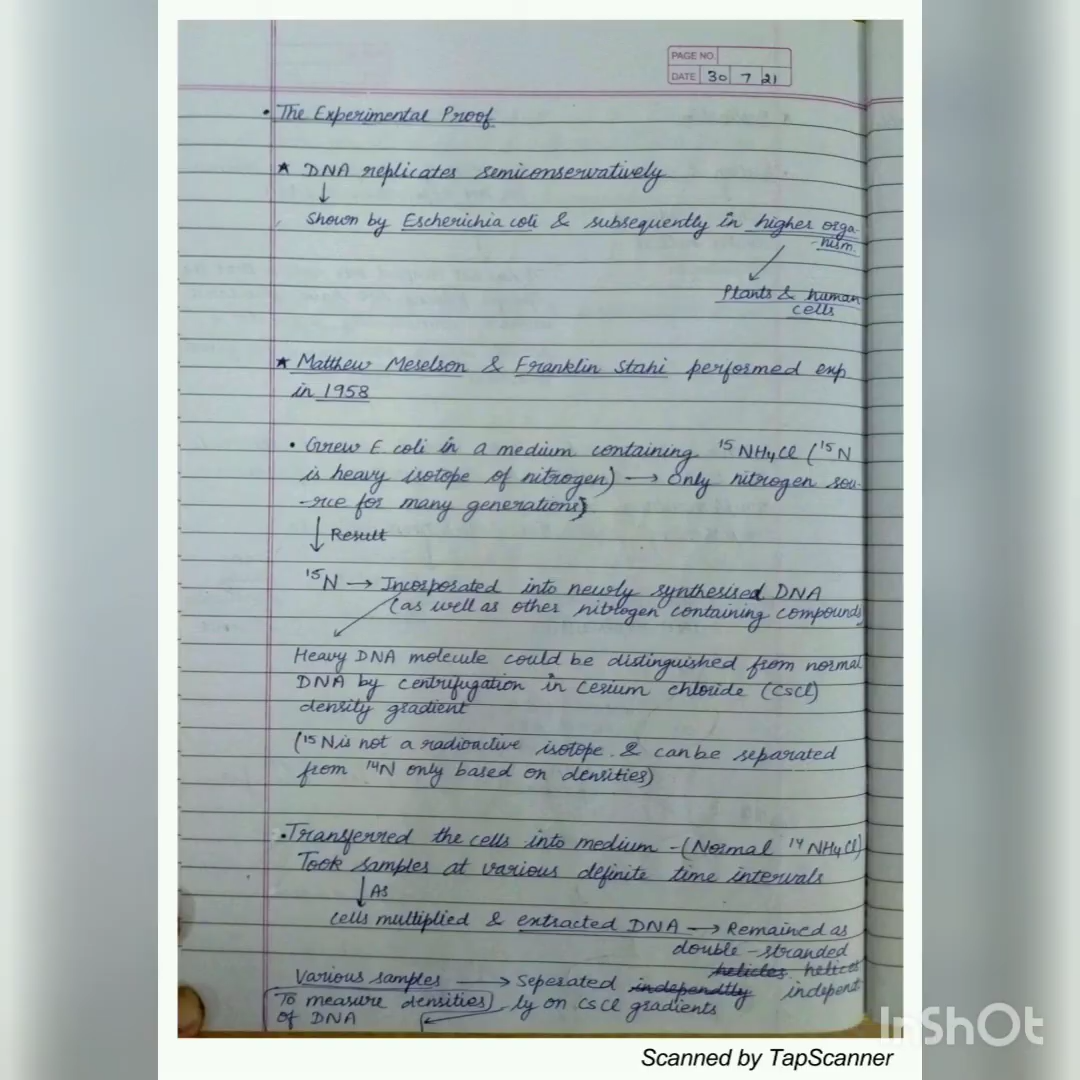 PAGE NO.
DATE 30 7 21
• The Experimental Proof
★ DNA replicates semiconservatively
↓
Shown by Escherichia coli & subsequently in higher orga-
-nism.
Plants & human
cells
★ Matthew Meselson & Franklin Stahi performed exp
in 1958
• Grew E coli in a medium containing ¹⁵NH4Cl (¹⁵N
is heavy isotope of nitrogen) → Only nitrogen sou-
-rce for many generations)
↓ Result
¹⁵N → Incorporated into newly synthesised DNA
(as well as other nitrogen containing compounds
Heavy DNA molecule could be distinguished from normal
DNA by centrifugation in Cesium chloride (CsCl)
density gradient
(¹⁵N is not a radioactive isotope & can be separated
from ¹⁴N only based on densities)
• Transferred the cells into medium - (Normal ¹⁴NH4Cl)
Took samples at various definite time intervals
↓ As
cells multiplied & extracted DNA → Remained as
double-stranded
helicles helices
Various samples → Seperated independtly independent
To measure densities) ly on CsCl gradients
of DNA
InShOt
Scanned by TapScanner